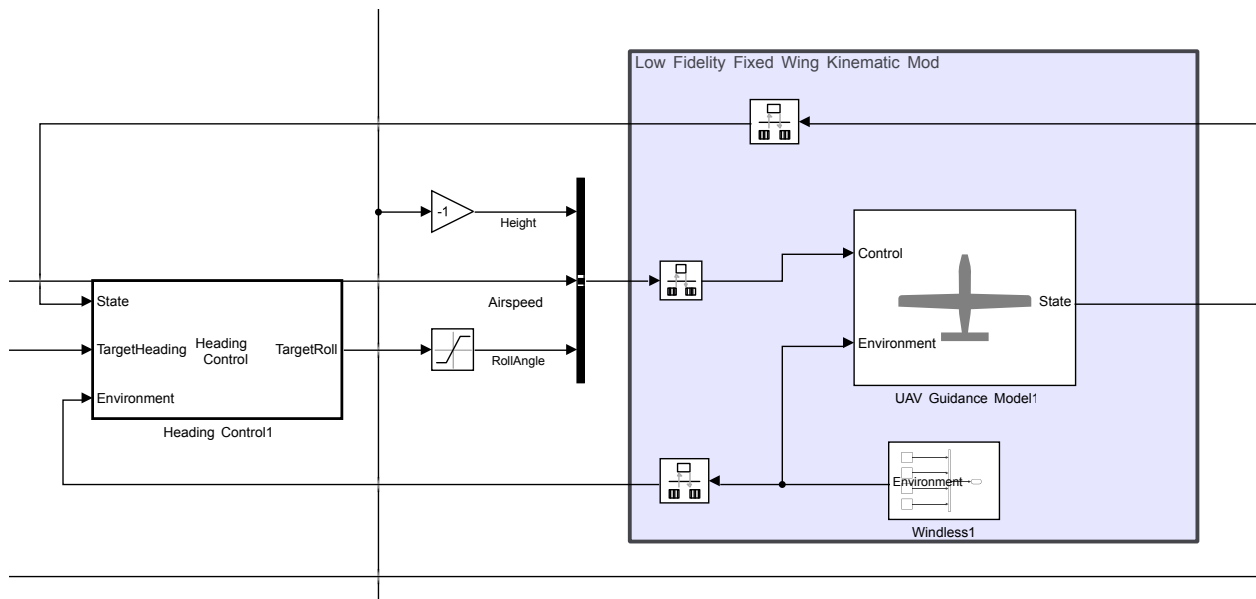 Low Fidelity Fixed Wing Kinematic Mod
-1
Height
Control
State
Airspeed
State
TargetHeading
Heading
Control
TargetRoll
RollAngle
Environment
Environment
UAV Guidance Model1
Heading Control1
Environment
Windless1